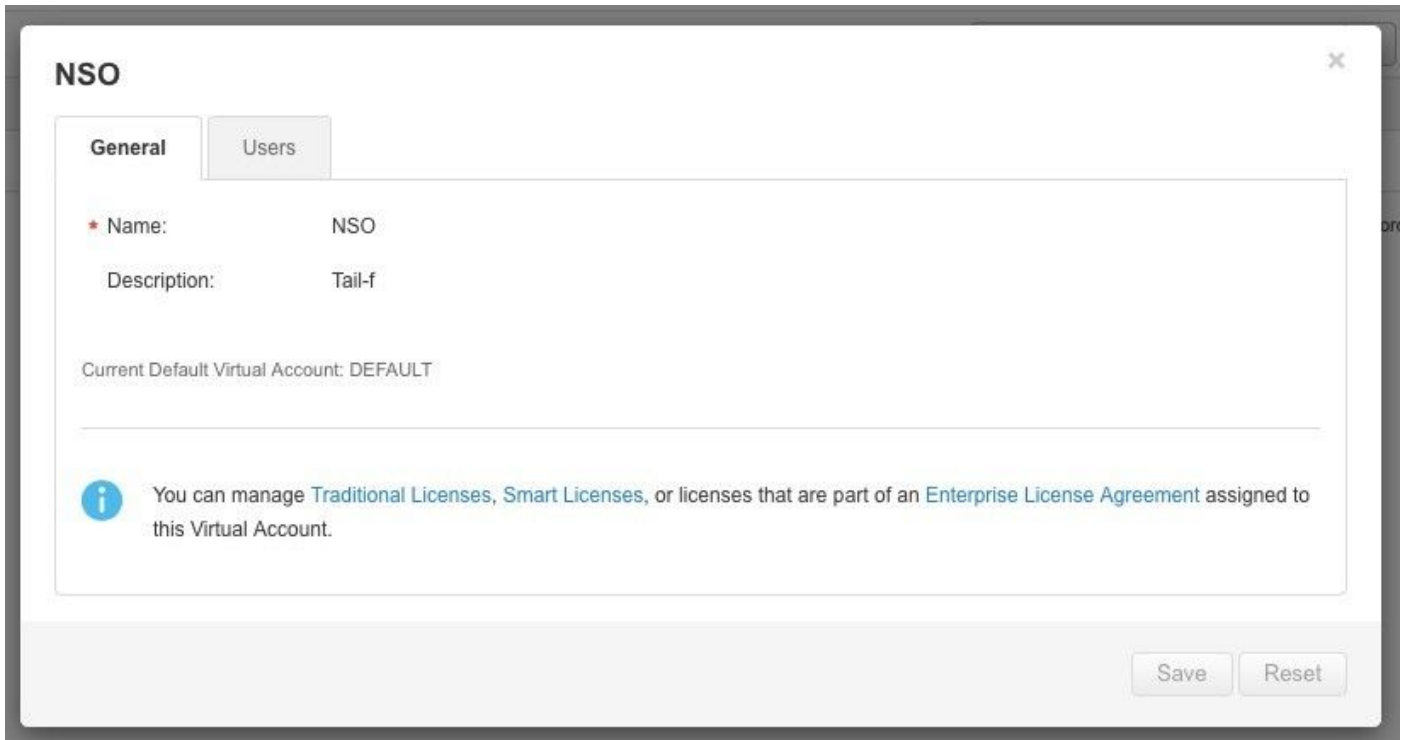 NSO
×
General Users
* Name: NSO
Description: Tail-f
Current Default Virtual Account: DEFAULT
You can manage Traditional Licenses, Smart Licenses, or licenses that are part of an Enterprise License Agreement assigned to
this Virtual Account.
Save Reset